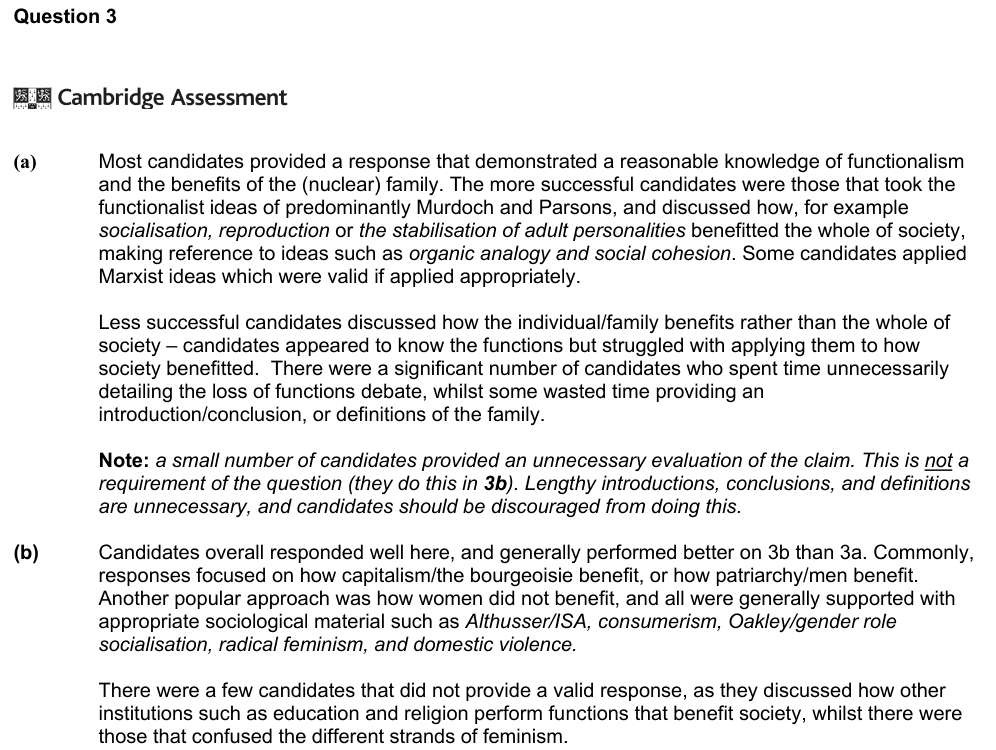 Question 3
Cambridge Assessment
(a) Most candidates provided a response that demonstrated a reasonable knowledge of functionalism
and the benefits of the (nuclear) family. The more successful candidates were those that took the
functionalist ideas of predominantly Murdoch and Parsons, and discussed how, for example
socialisation, reproduction or the stabilisation of adult personalities benefitted the whole of society,
making reference to ideas such as organic analogy and social cohesion. Some candidates applied
Marxist ideas which were valid if applied appropriately.
Less successful candidates discussed how the individual/family benefits rather than the whole of
society – candidates appeared to know the functions but struggled with applying them to how
society benefitted.  There were a significant number of candidates who spent time unnecessarily
detailing the loss of functions debate, whilst some wasted time providing an
introduction/conclusion, or definitions of the family.
Note: a small number of candidates provided an unnecessary evaluation of the claim. This is not a
requirement of the question (they do this in 3b). Lengthy introductions, conclusions, and definitions
are unnecessary, and candidates should be discouraged from doing this.
(b) Candidates overall responded well here, and generally performed better on 3b than 3a. Commonly,
responses focused on how capitalism/the bourgeoisie benefit, or how patriarchy/men benefit.
Another popular approach was how women did not benefit, and all were generally supported with
appropriate sociological material such as Althusser/ISA, consumerism, Oakley/gender role
socialisation, radical feminism, and domestic violence.
There were a few candidates that did not provide a valid response, as they discussed how other
institutions such as education and religion perform functions that benefit society, whilst there were
those that confused the different strands of feminism.